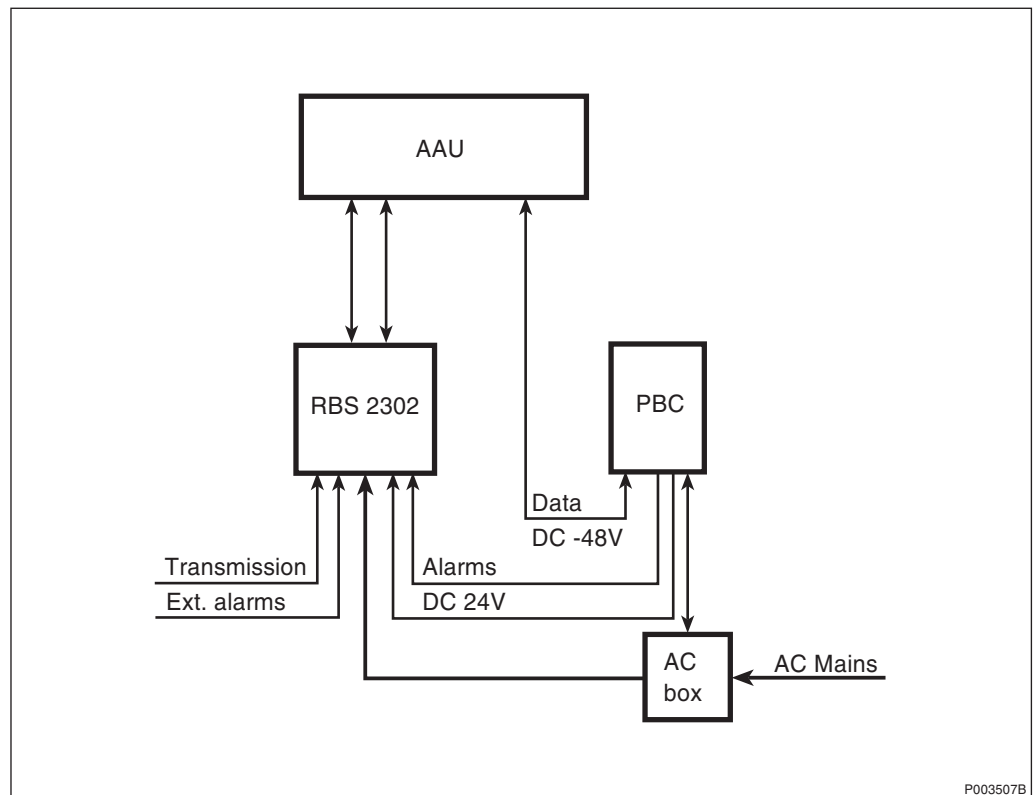 AAU
RBS 2302
PBC
Data
DC -48V
Transmission
Alarms
Ext. alarms
DC 24V
AC
box
AC Mains
P003507B